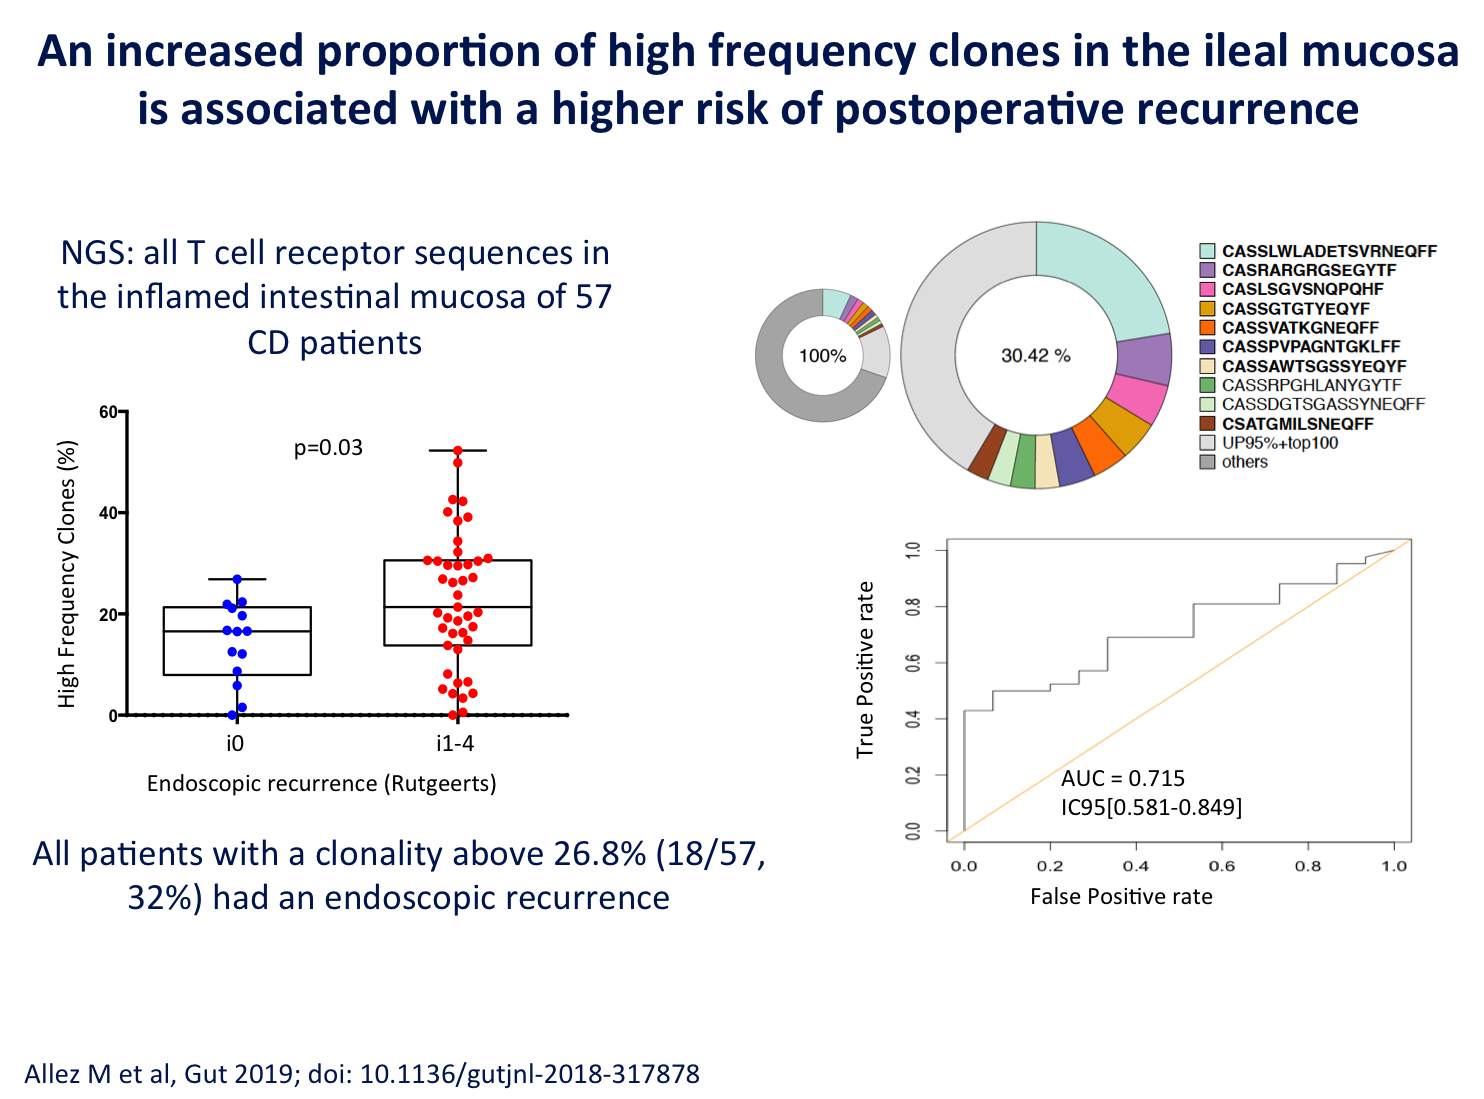 An increased proportion of high frequency clones in the ileal mucosa
is associated with a higher risk of postoperative recurrence
NGS: all T cell receptor sequences in
the inflamed intestinal mucosa of 57
CD patients
100%
30.42 %
CASSLWLADETSVRNEQFF
CASRARGRGSEGYTF
CASLSGVSNQPQHF
CASSGTGTYEQYF
CASSVATKGNEQFF
CASSPVPAGNTGKLFF
CASSAWTSGSSYEQYF
CASSRPGHLANYGYTF
CASSDGTSGASSYNEQFF
CSATGMILSNEQFF
UP95%+top100
others
High Frequency Clones (%)
60
40
20
0
p=0.03
i0
i1-4
Endoscopic recurrence (Rutgeerts)
True Positive rate
1.0
0.8
0.6
0.4
0.2
0.0
AUC = 0.715
IC95[0.581-0.849]
0.0 0.2 0.4 0.6 0.8 1.0
False Positive rate
All patients with a clonality above 26.8% (18/57,
32%) had an endoscopic recurrence
Allez M et al, Gut 2019; doi: 10.1136/gutjnl-2018-317878